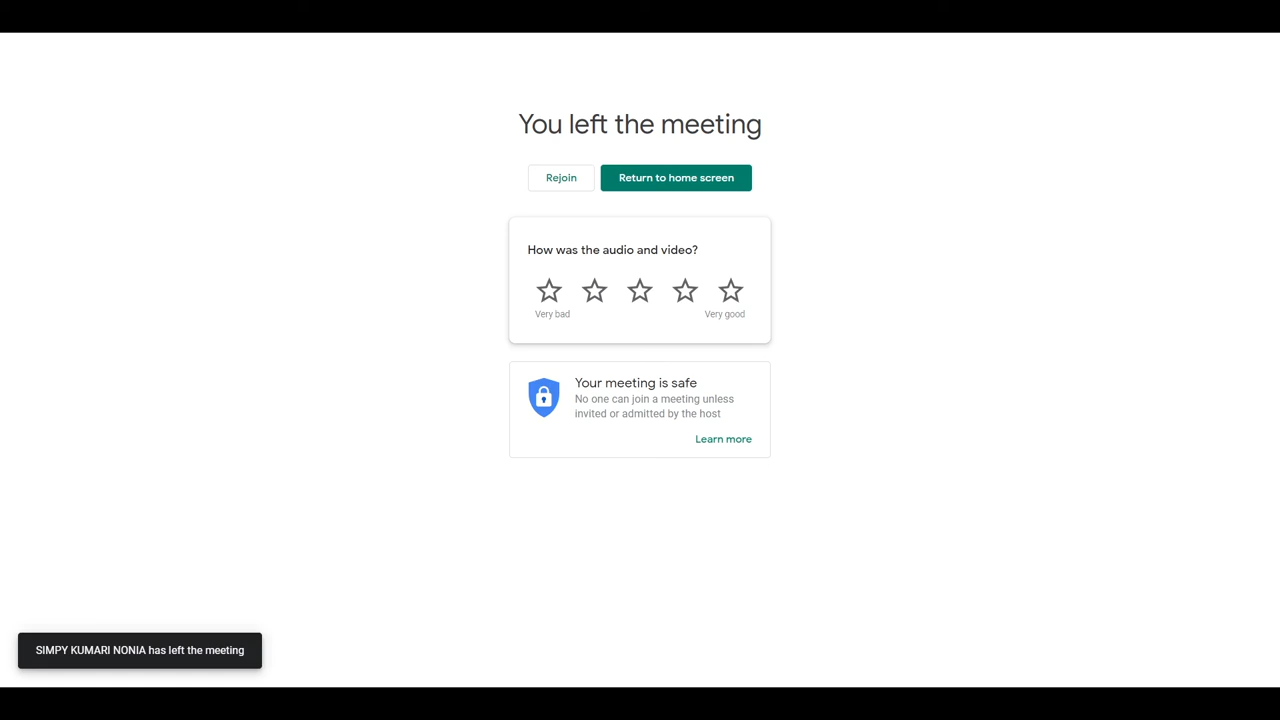 You left the meeting
Rejoin
Return to home screen
How was the audio and video?
Very bad
Very good
Your meeting is safe
No one can join a meeting unless
invited or admitted by the host
Learn more
SIMPY KUMARI NONIA has left the meeting